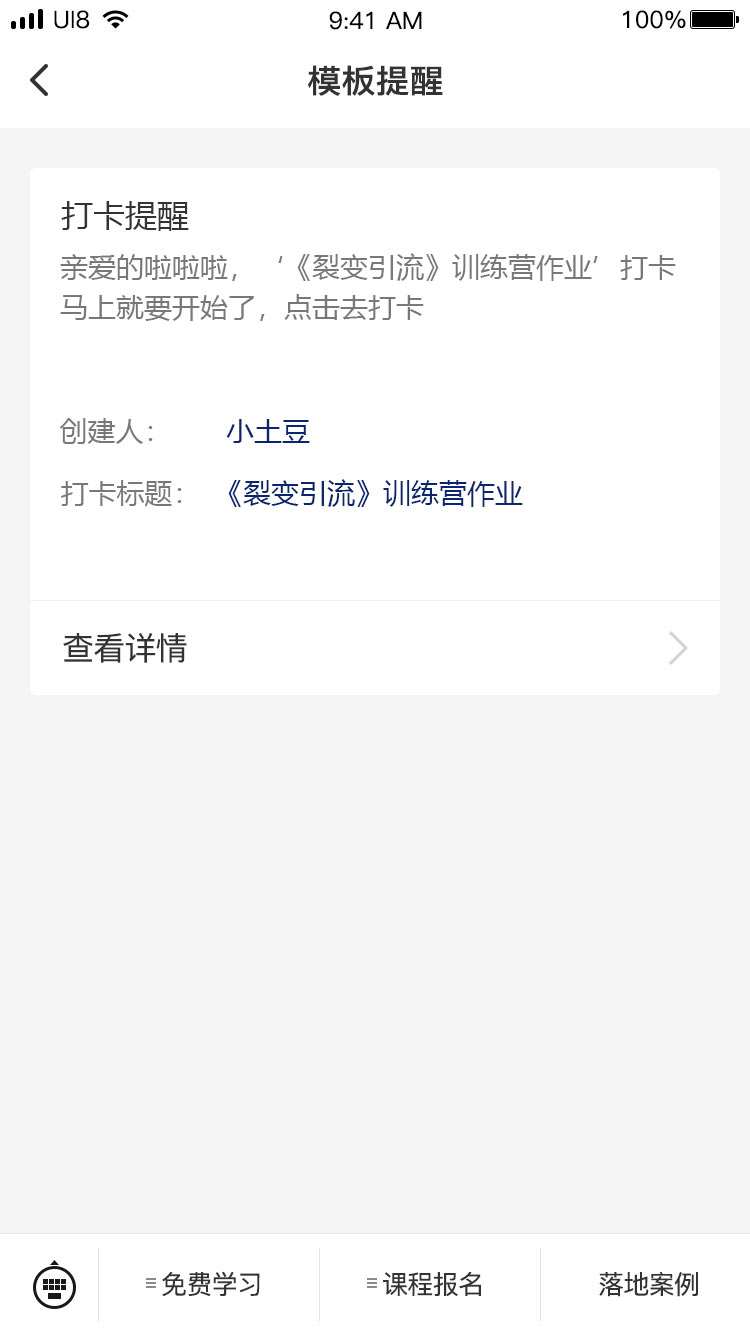 UI8
9:41 AM
100%
模板提醒
打卡提醒
亲爱的啦啦啦，‘《裂变引流》训练营作业’打卡
马上就要开始了，点击去打卡
创建人： 小土豆
打卡标题： 《裂变引流》训练营作业
查看详情
免费学习
课程报名
落地案例